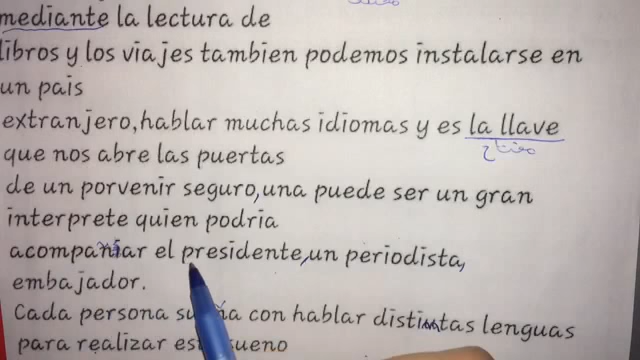 mediante la lectura de
libros y los viajes tambien podemos instalarse en
un pais
extranjero, hablar muchas idiomas y es la llave
مفتاح
que nos abre las puertas
de un porvenir seguro, una puede ser un gran
interprete quien podria
acompañar el presidente, un periodista,
embajador.
Cada persona con hablar distintas lenguas
para realizar sueno